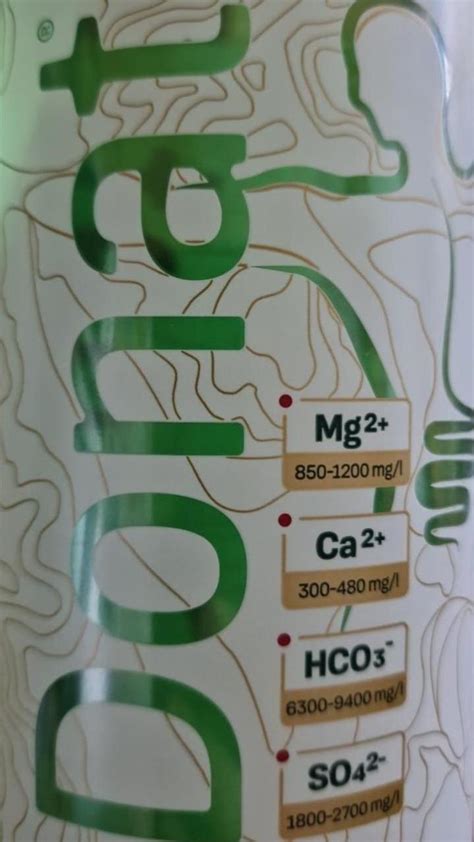 Donat
®
Mg2+
850-1200 mg/l
Ca2+
300-480 mg/l
HCO3-
6300-9400 mg/l
SO42-
1800-2700 mg/l